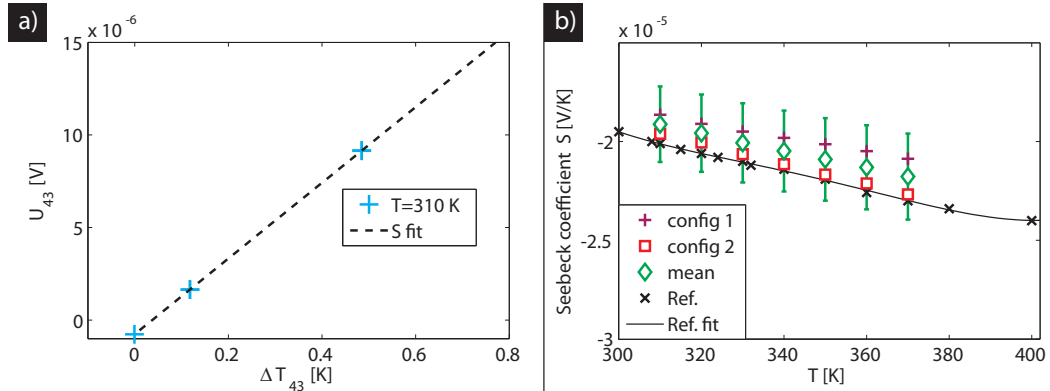 a)
x 10⁻⁶
15
10
5
0
U₄₃ [V]
0
0.2
0.4
0.6
0.8
Δ T₄₃ [K]
T=310 K
S fit
b)
x 10⁻⁵
-2
-2.5
-3
Seebeck coefficient S [V/K]
300
320
340
360
380
400
T [K]
config 1
config 2
mean
Ref.
Ref. fit